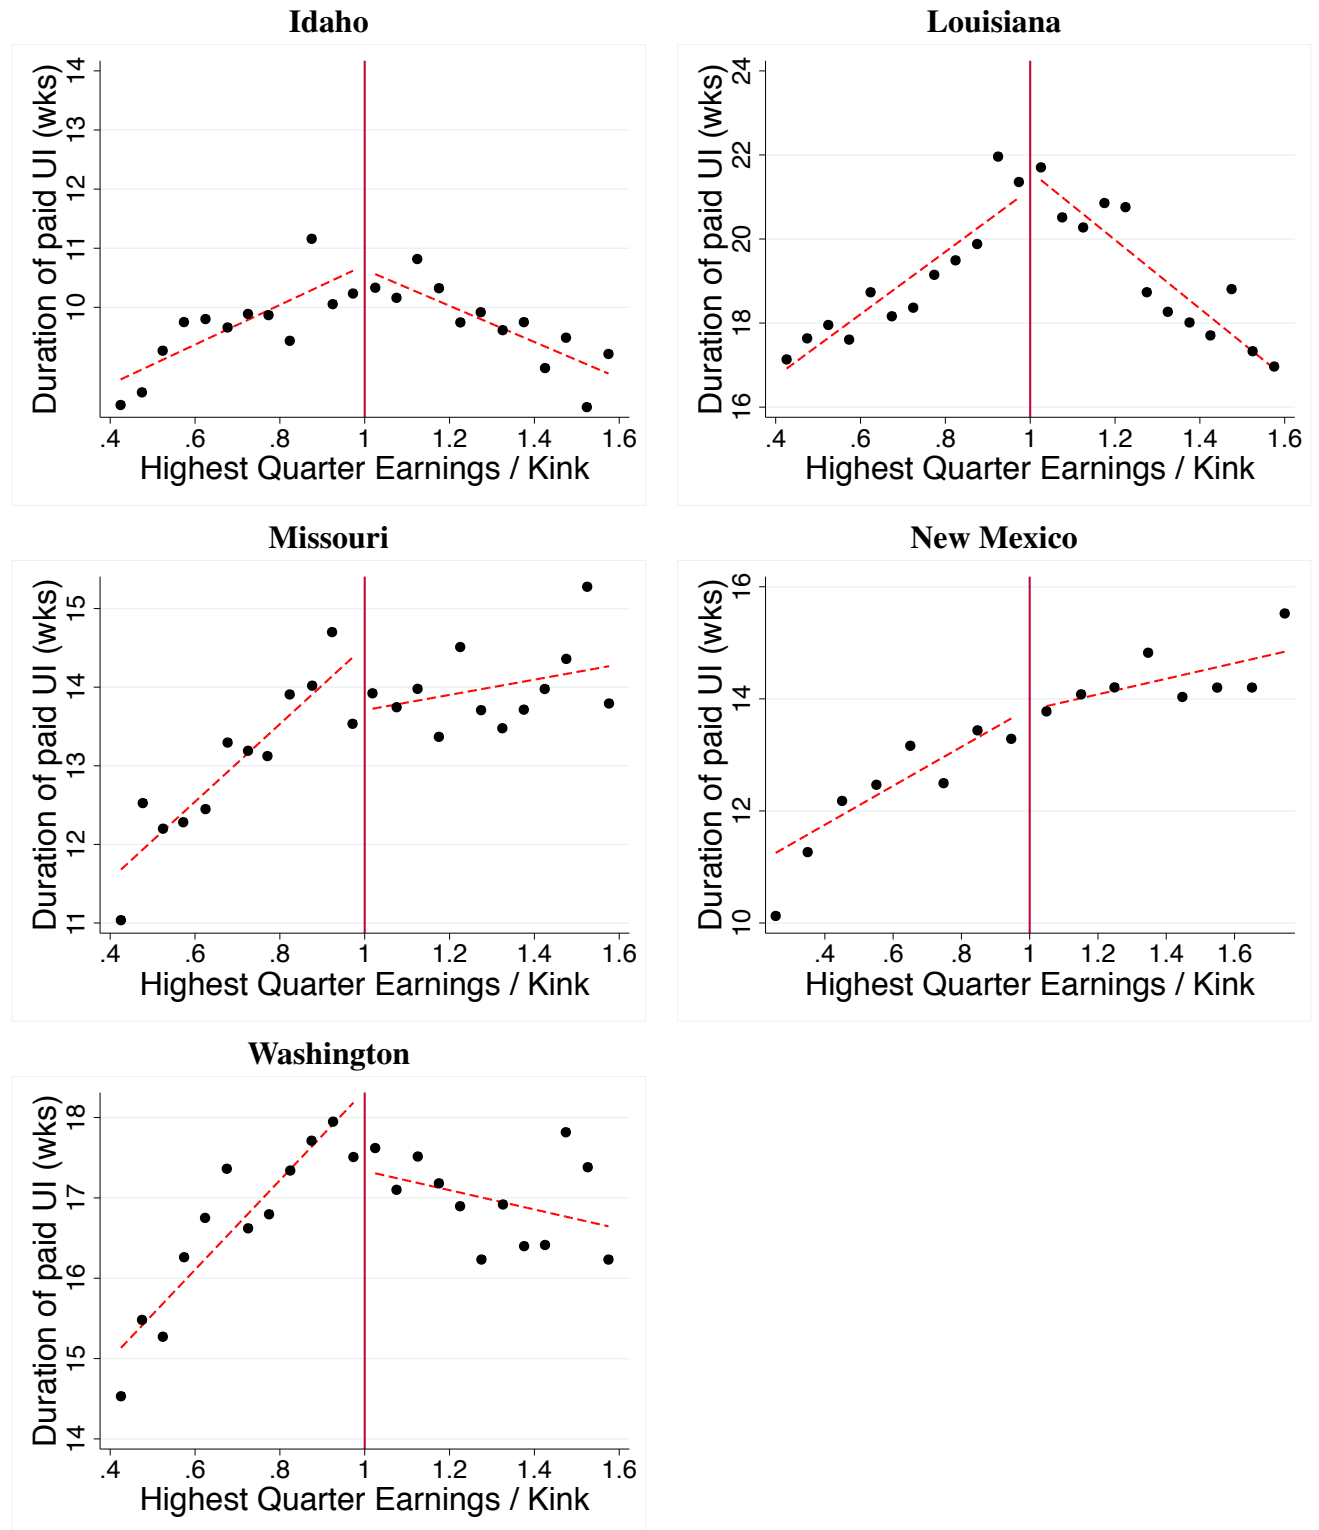 Idaho
Duration of paid UI (wks)
14
13
12
11
10
.4 .6 .8 1 1.2 1.4 1.6
Highest Quarter Earnings / Kink
Louisiana
Duration of paid UI (wks)
24
22
20
18
16
.4 .6 .8 1 1.2 1.4 1.6
Highest Quarter Earnings / Kink
Missouri
Duration of paid UI (wks)
15
14
13
12
11
.4 .6 .8 1 1.2 1.4 1.6
Highest Quarter Earnings / Kink
New Mexico
Duration of paid UI (wks)
16
14
12
10
.4 .6 .8 1 1.2 1.4 1.6
Highest Quarter Earnings / Kink
Washington
Duration of paid UI (wks)
18
17
16
15
14
.4 .6 .8 1 1.2 1.4 1.6
Highest Quarter Earnings / Kink